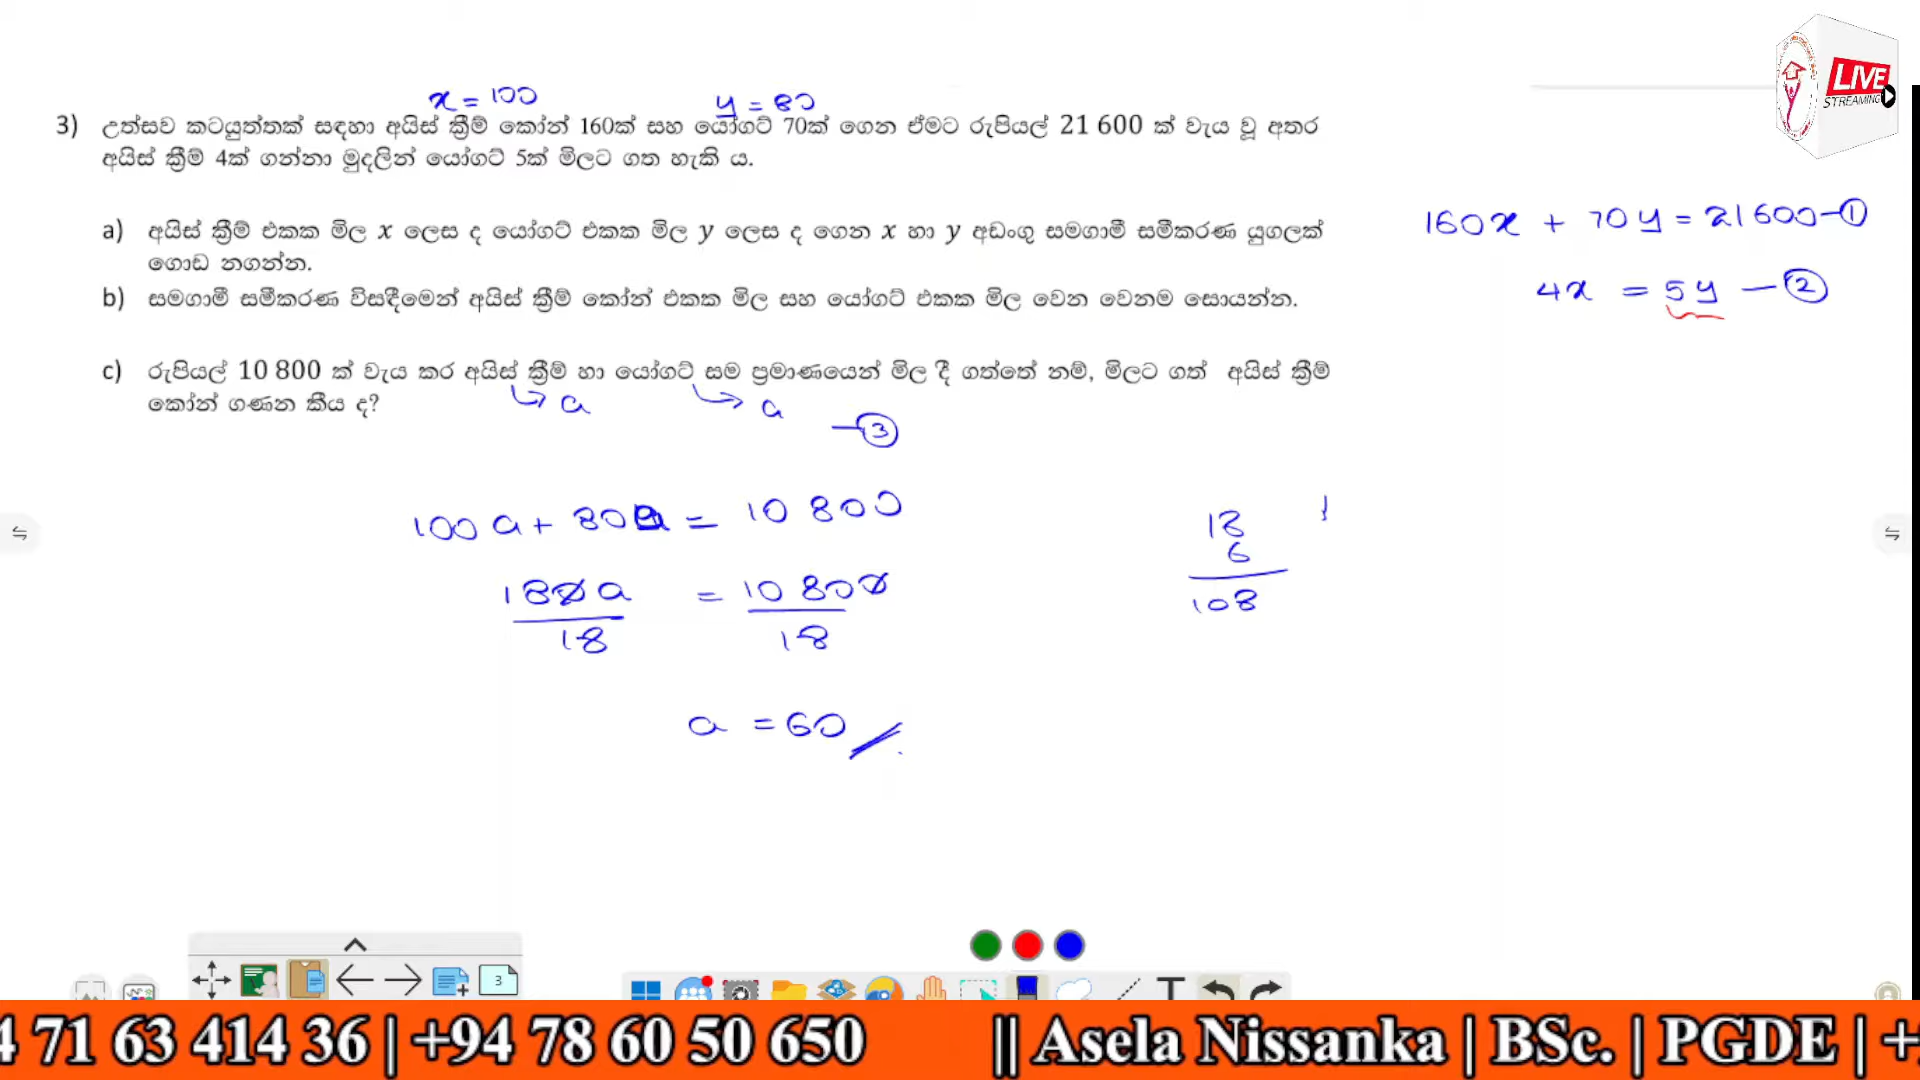 LIVE
STREAMING
x = 100
y = 80
3) උත්සව කටයුත්තක් සඳහා අයිස් ක්‍රීම් කෝන් 160ක් සහ යෝගට් 70ක් ගෙන ඒමට රුපියල් 21 600 ක් වැය වූ අතර
අයිස් ක්‍රීම් 4ක් ගන්නා මුදලින් යෝගට් 5ක් මිලට ගත හැකි ය.
a) අයිස් ක්‍රීම් එකක මිල x ලෙස ද යෝගට් එකක මිල y ලෙස ද ගෙන x හා y අඩංගු සමගාමී සමීකරණ යුගලක්
ගොඩ නගන්න.
160x + 70y = 21600 — 1
4x = 5y — 2
b) සමගාමී සමීකරණ විසඳීමෙන් අයිස් ක්‍රීම් කෝන් එකක මිල සහ යෝගට් එකක මිල වෙන වෙනම සොයන්න.
c) රුපියල් 10 800 ක් වැය කර අයිස් ක්‍රීම් හා යෝගට් සම ප්‍රමාණයෙන් මිල දී ගත්තේ නම්, මිලට ගත් අයිස් ක්‍රීම්
කෝන් ගණන කීය ද?
a
a
— 3
100a + 80a = 10 800
180a = 10 800
18 18
a = 60
18
6
108
3
T
4 71 63 414 36 | +94 78 60 50 650 || Asela Nissanka | BSc. | PGDE | +